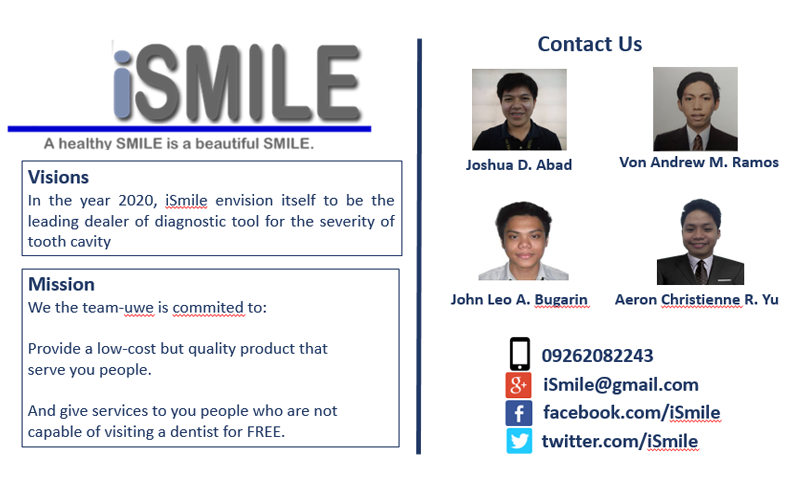 iSMILE
A healthy SMILE is a beautiful SMILE.
Visions
In the year 2020, iSmile envision itself to be the
leading dealer of diagnostic tool for the severity of
tooth cavity
Mission
We the team-uwe is commited to:
Provide a low-cost but quality product that
serve you people.
And give services to you people who are not
capable of visiting a dentist for FREE.
Contact Us
Joshua D. Abad
Von Andrew M. Ramos
John Leo A. Bugarin
Aeron Christienne R. Yu
09262082243
g+ iSmile@gmail.com
f facebook.com/iSmile
twitter.com/iSmile